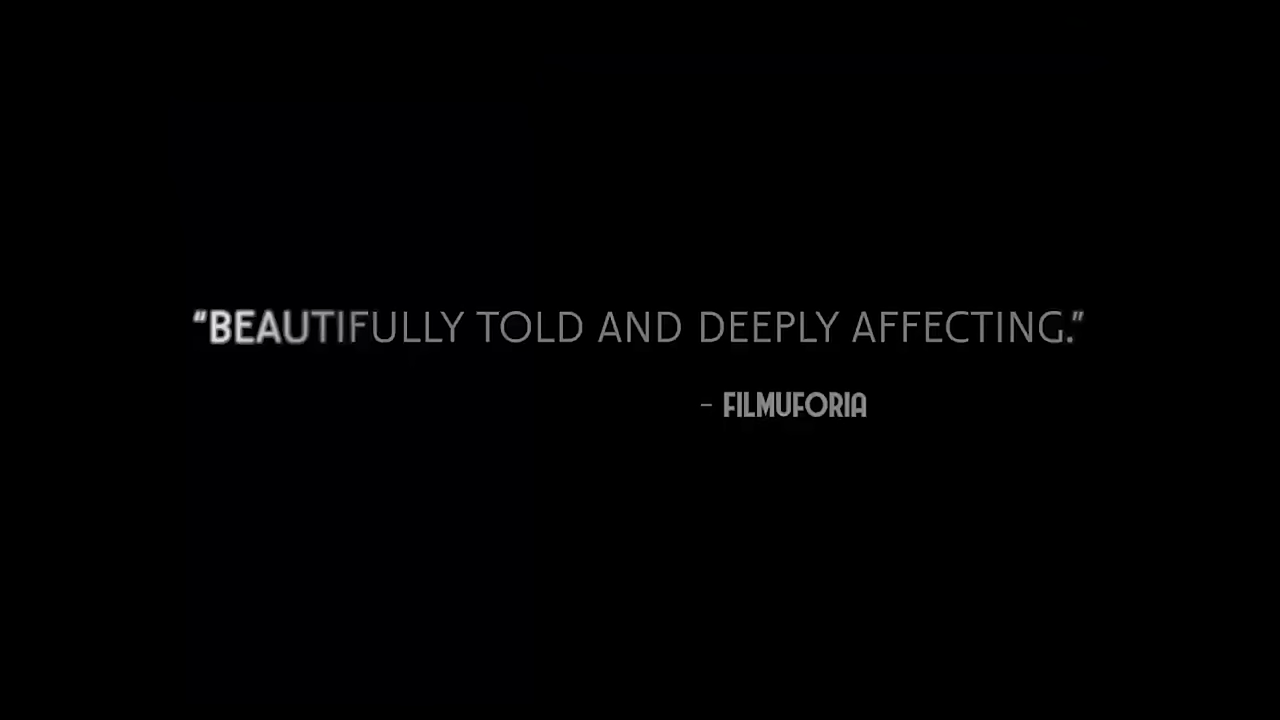 “BEAUTIFULLY TOLD AND DEEPLY AFFECTING.”
– FILMUFORIA